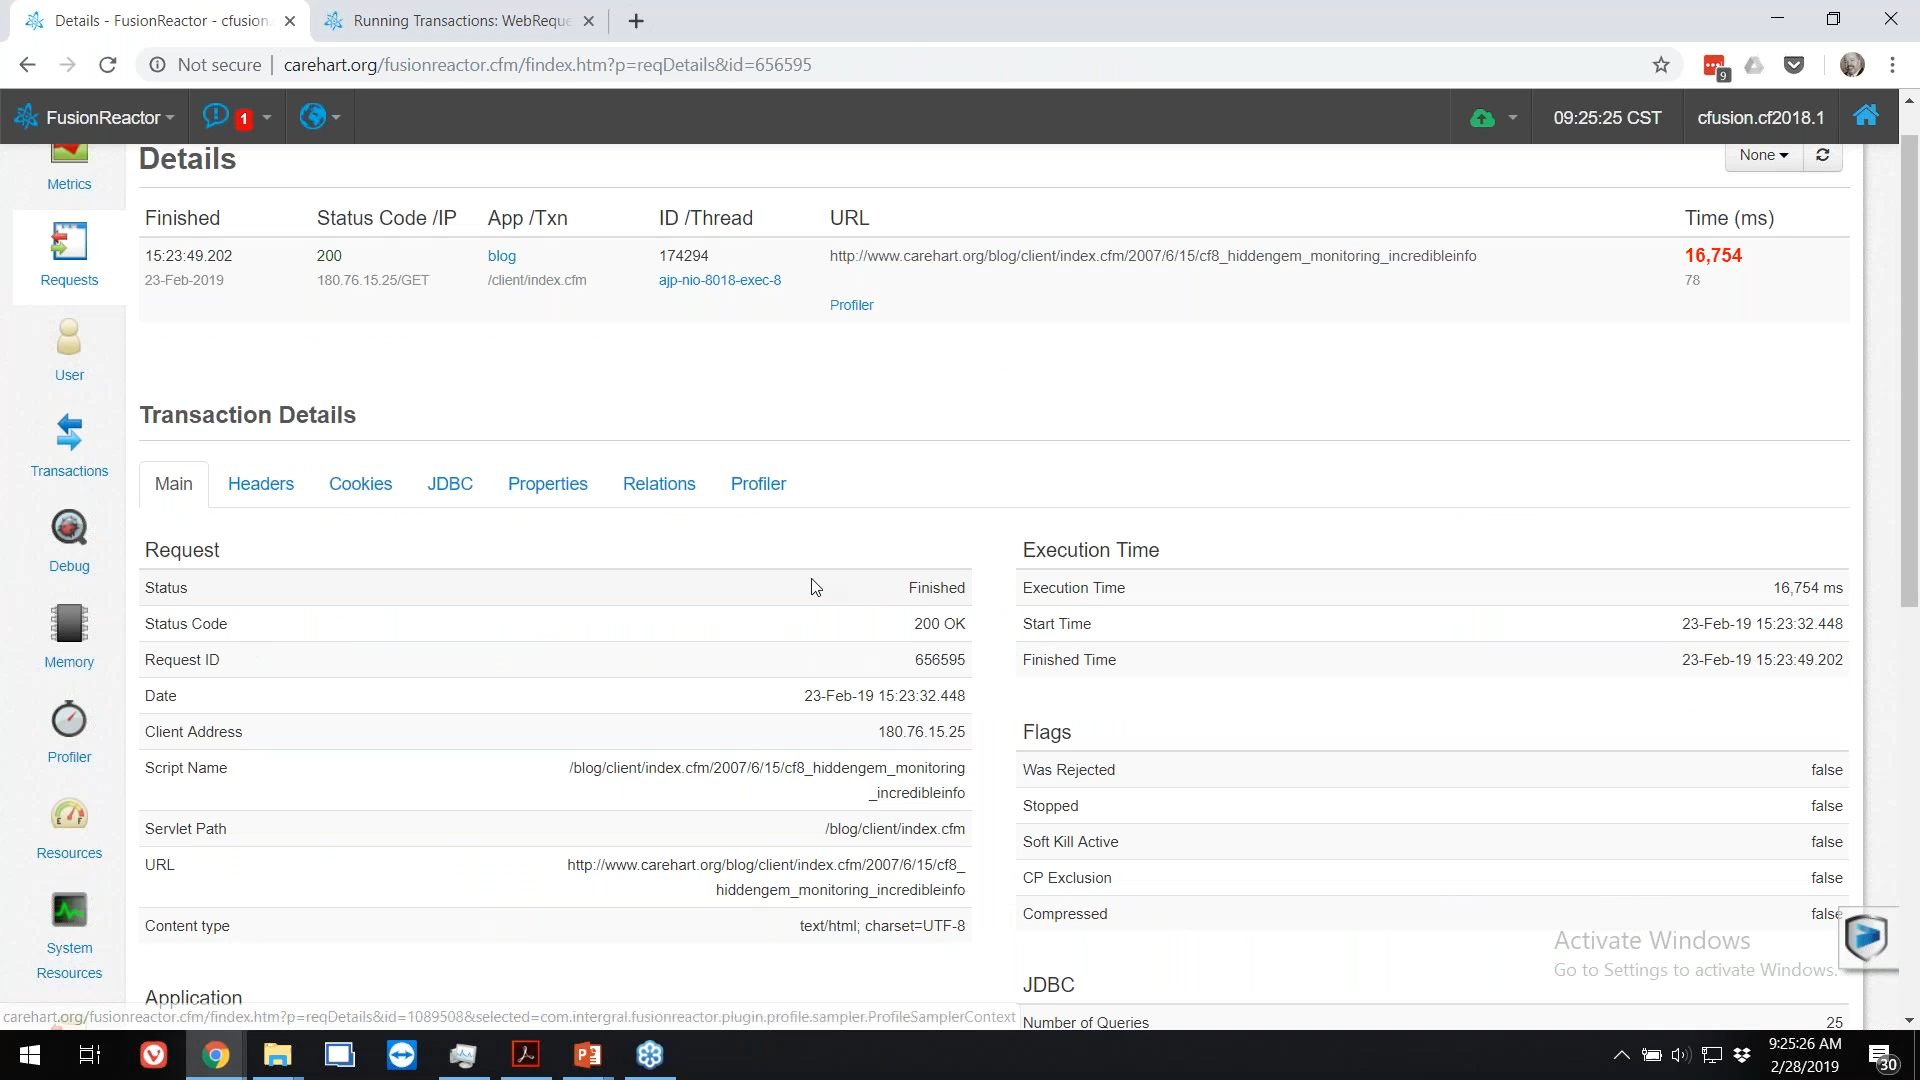 Details - FusionReactor - cfusion.
Running Transactions: WebReque
Not secure
carehart.org/fusionreactor.cfm/findex.htm?p=reqDetails&id=656595
9
FusionReactor
1
09:25:25 CST
cfusion.cf2018.1
Metrics
Requests
User
Transactions
Debug
Memory
Profiler
Resources
System
Resources
Details
None
Finished Status Code /IP App /Txn ID /Thread URL Time (ms)
15:23:49.202 200 blog 174294 http://www.carehart.org/blog/client/index.cfm/2007/6/15/cf8_hiddengem_monitoring_incredibleinfo 16,754
23-Feb-2019 180.76.15.25/GET /client/index.cfm ajp-nio-8018-exec-8 78
Profiler
Transaction Details
Main Headers Cookies JDBC Properties Relations Profiler
Request
Status Finished
Status Code 200 OK
Request ID 656595
Date 23-Feb-19 15:23:32.448
Client Address 180.76.15.25
Script Name /blog/client/index.cfm/2007/6/15/cf8_hiddengem_monitoring
_incredibleinfo
Servlet Path /blog/client/index.cfm
URL http://www.carehart.org/blog/client/index.cfm/2007/6/15/cf8_
hiddengem_monitoring_incredibleinfo
Content type text/html; charset=UTF-8
Application
Execution Time
Execution Time 16,754 ms
Start Time 23-Feb-19 15:23:32.448
Finished Time 23-Feb-19 15:23:49.202
Flags
Was Rejected false
Stopped false
Soft Kill Active false
CP Exclusion false
Compressed false
JDBC
Number of Queries 25
Activate Windows
Go to Settings to activate Windows.
carehart.org/fusionreactor.cfm/findex.htm?p=reqDetails&id=1089508&selected=com.intergral.fusionreactor.plugin.profile.sampler.ProfileSamplerContext
9:25:26 AM
2/28/2019
30